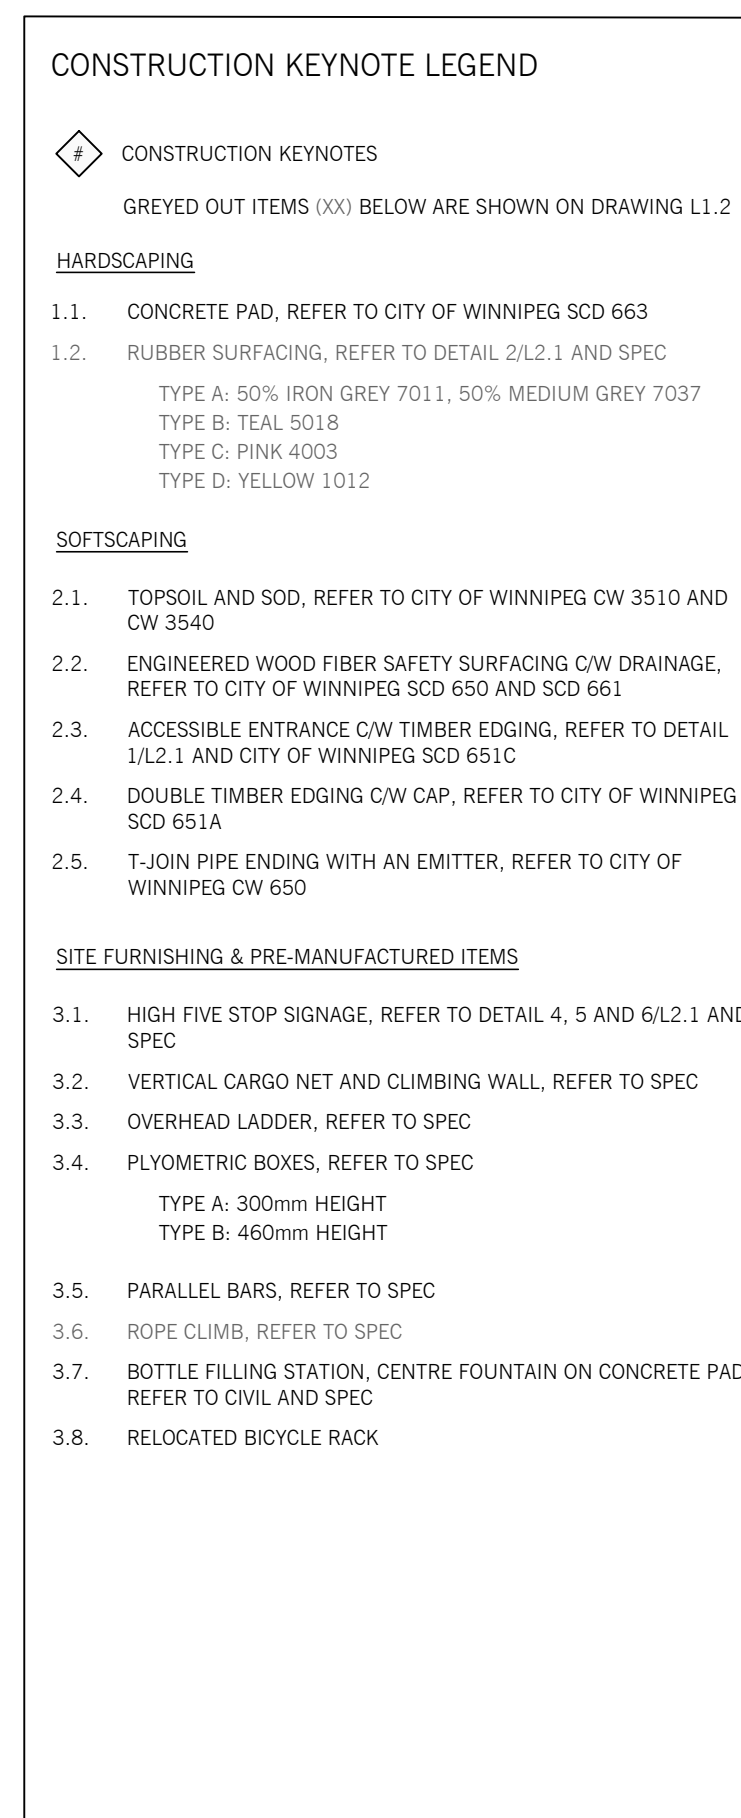 CONSTRUCTION KEYNOTE LEGEND
# CONSTRUCTION KEYNOTES
GREYED OUT ITEMS (XX) BELOW ARE SHOWN ON DRAWING L1.2
HARDSCAPING
1.1. CONCRETE PAD, REFER TO CITY OF WINNIPEG SCD 663
1.2. RUBBER SURFACING, REFER TO DETAIL 2/L2.1 AND SPEC
TYPE A: 50% IRON GREY 7011, 50% MEDIUM GREY 7037
TYPE B: TEAL 5018
TYPE C: PINK 4003
TYPE D: YELLOW 1012
SOFTSCAPING
2.1. TOPSOIL AND SOD, REFER TO CITY OF WINNIPEG CW 3510 AND
CW 3540
2.2. ENGINEERED WOOD FIBER SAFETY SURFACING C/W DRAINAGE,
REFER TO CITY OF WINNIPEG SCD 650 AND SCD 661
2.3. ACCESSIBLE ENTRANCE C/W TIMBER EDGING, REFER TO DETAIL
1/L2.1 AND CITY OF WINNIPEG SCD 651C
2.4. DOUBLE TIMBER EDGING C/W CAP, REFER TO CITY OF WINNIPEG
SCD 651A
2.5. T-JOIN PIPE ENDING WITH AN EMITTER, REFER TO CITY OF
WINNIPEG CW 650
SITE FURNISHING & PRE-MANUFACTURED ITEMS
3.1. HIGH FIVE STOP SIGNAGE, REFER TO DETAIL 4, 5 AND 6/L2.1 AND
SPEC
3.2. VERTICAL CARGO NET AND CLIMBING WALL, REFER TO SPEC
3.3. OVERHEAD LADDER, REFER TO SPEC
3.4. PLYOMETRIC BOXES, REFER TO SPEC
TYPE A: 300mm HEIGHT
TYPE B: 460mm HEIGHT
3.5. PARALLEL BARS, REFER TO SPEC
3.6. ROPE CLIMB, REFER TO SPEC
3.7. BOTTLE FILLING STATION, CENTRE FOUNTAIN ON CONCRETE PAD
REFER TO CIVIL AND SPEC
3.8. RELOCATED BICYCLE RACK